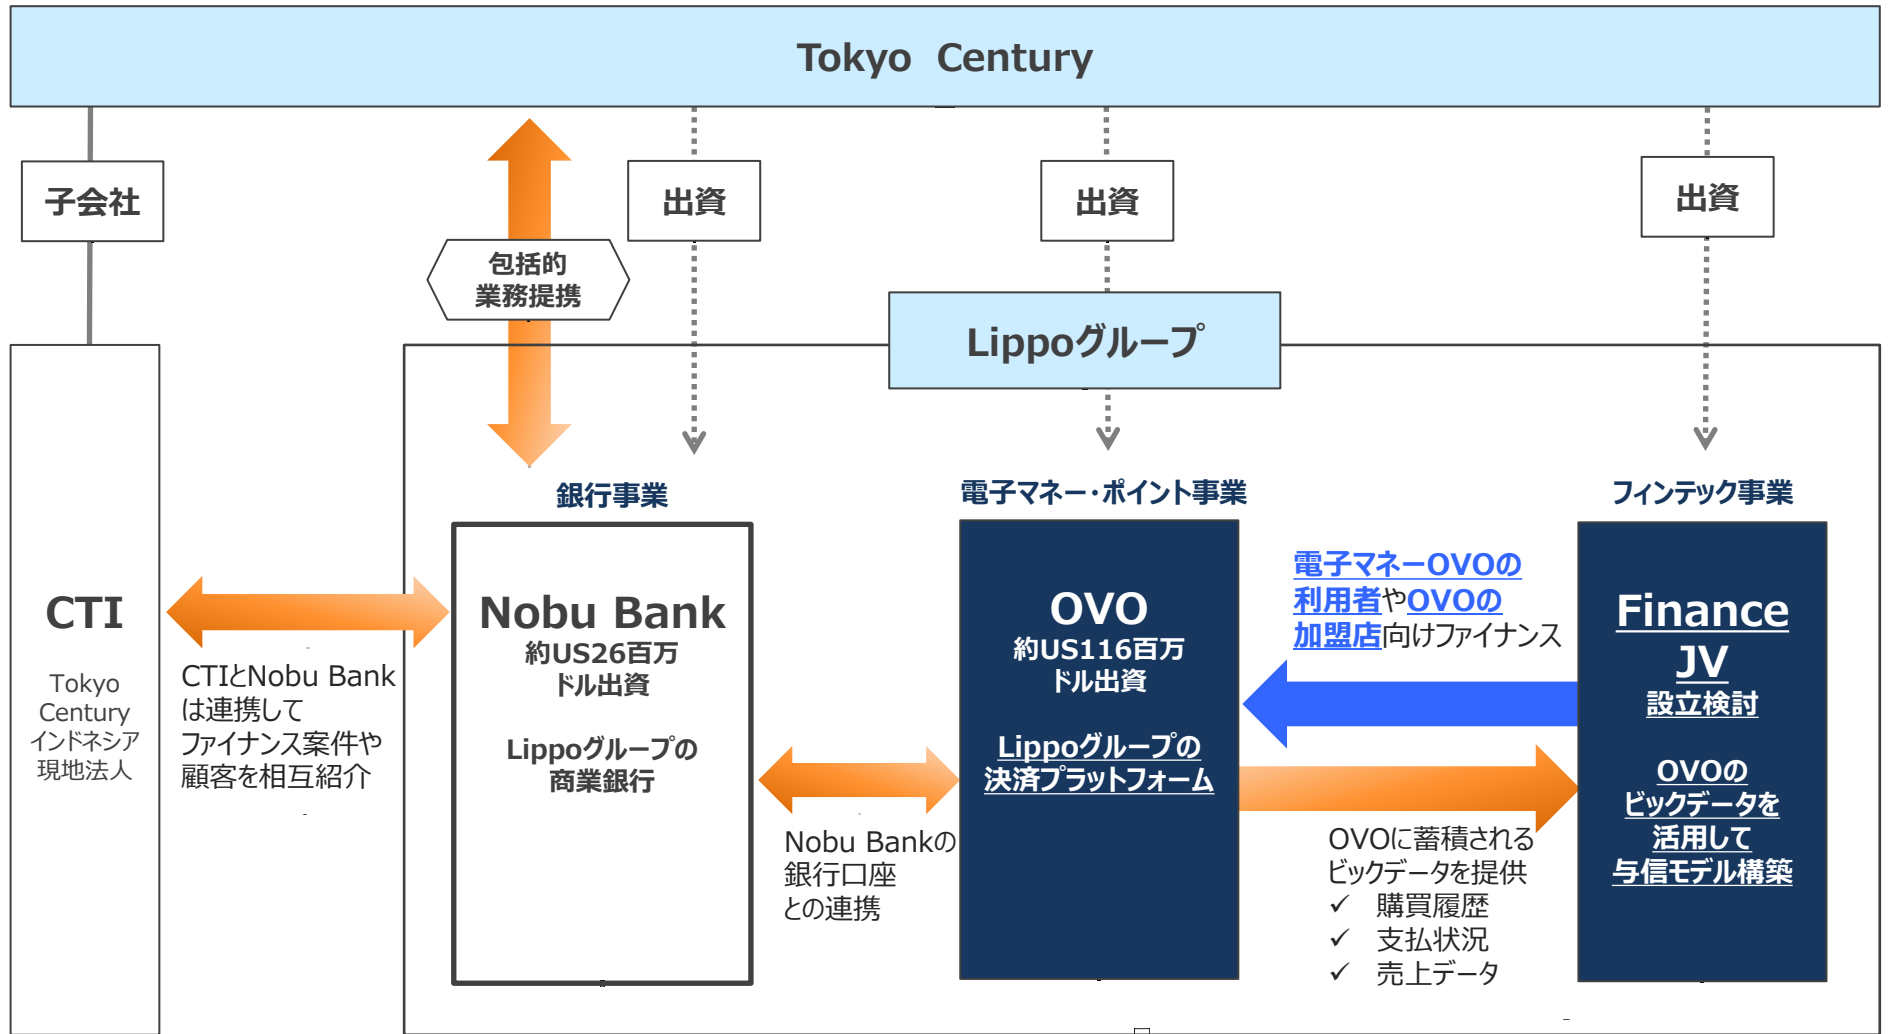 Tokyo Century
子会社
出資
出資
出資
包括的
業務提携
Lippoグループ
銀行事業
電子マネー・ポイント事業
フィンテック事業
CTI
Tokyo
Century
インドネシア
現地法人
CTIとNobu Bank
は連携して
ファイナンス案件や
顧客を相互紹介
Nobu Bank
約US26百万
ドル出資
Lippoグループの
商業銀行
Nobu Bankの
銀行口座
との連携
OVO
約US116百万
ドル出資
Lippoグループの
決済プラットフォーム
電子マネーOVOの
利用者やOVOの
加盟店向けファイナンス
OVOに蓄積される
ビックデータを提供
✓ 購買履歴
✓ 支払状況
✓ 売上データ
Finance
JV
設立検討
OVOの
ビックデータを
活用して
与信モデル構築